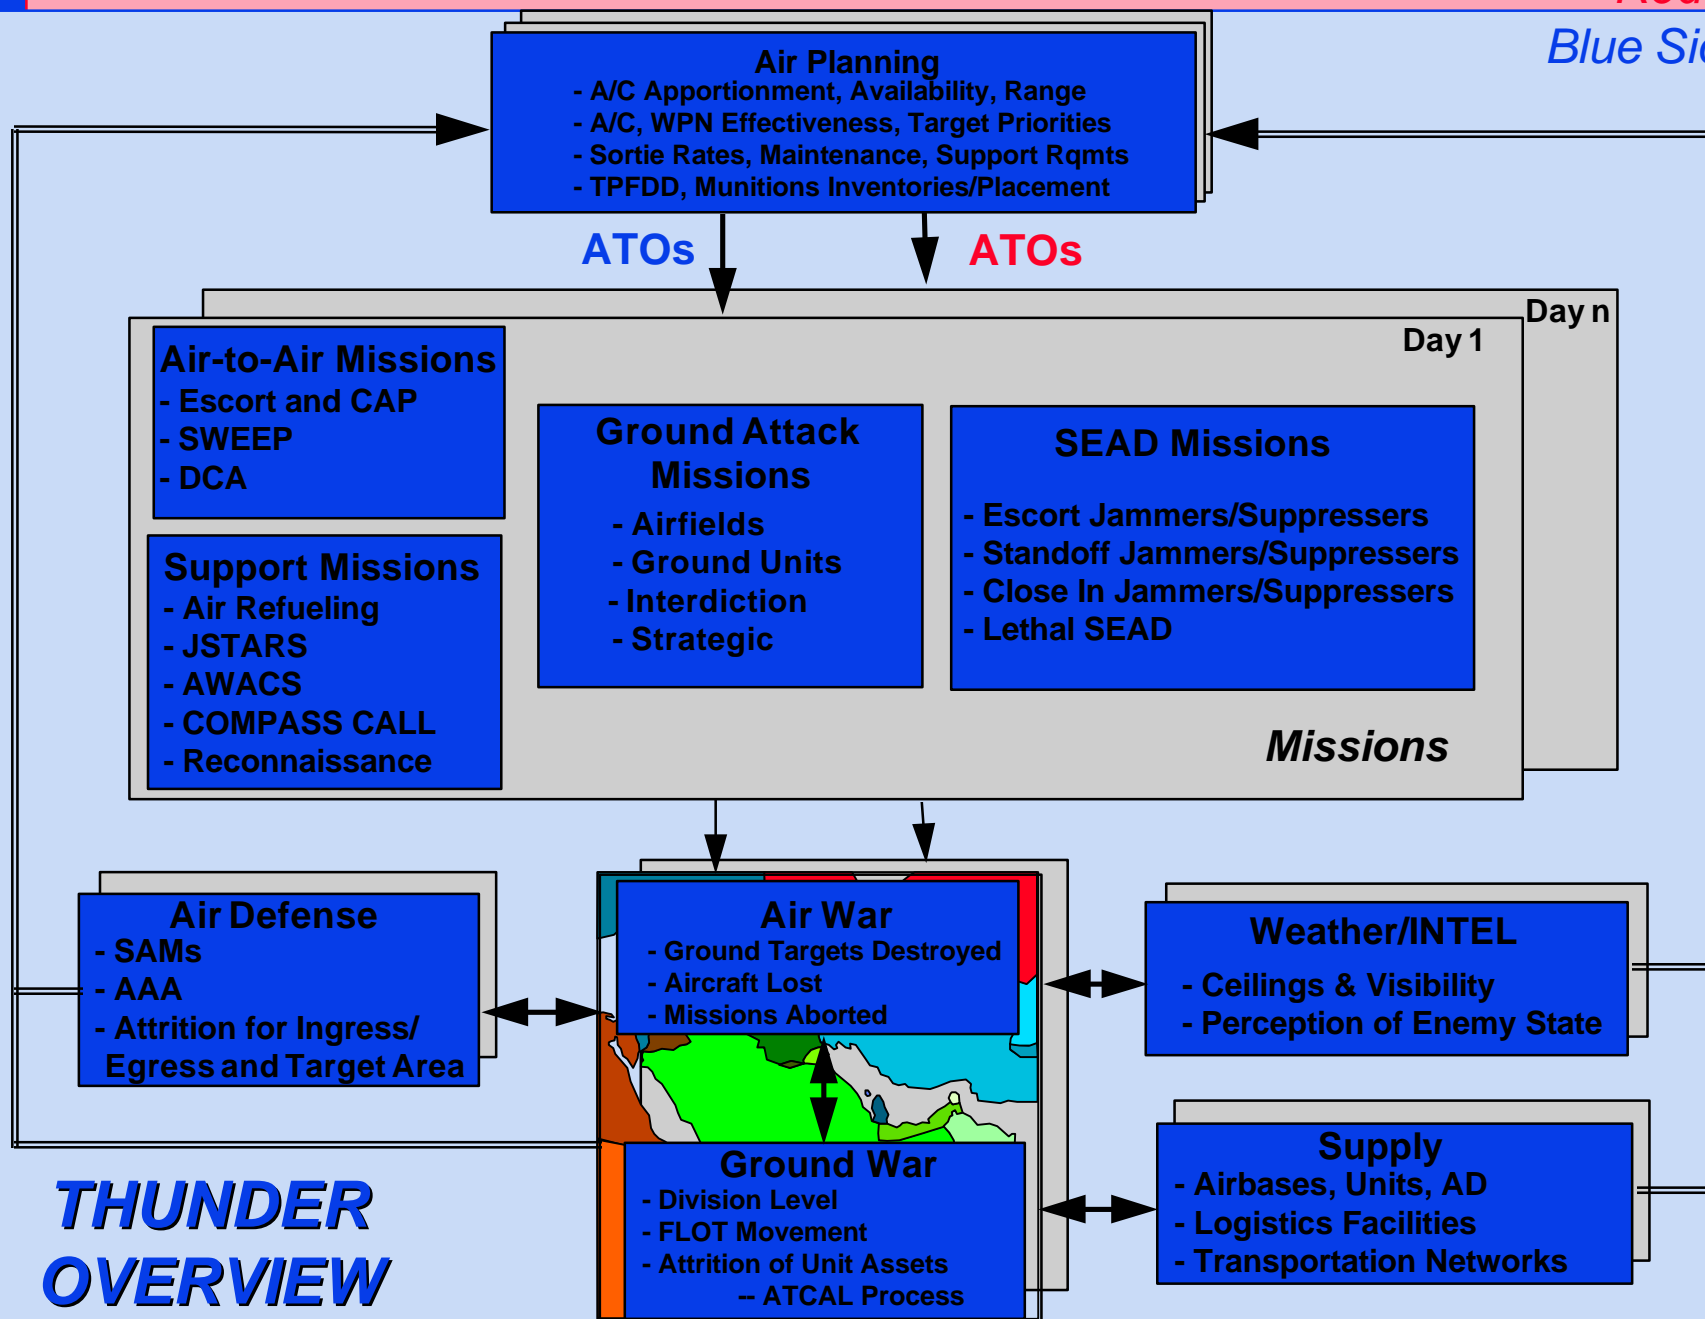 Blue
Air Planning
- A/C Apportionment, Availability, Range
- A/C, WPN Effectiveness, Target Priorities
- Sortie Rates, Maintenance, Support Rqmts
- TPFDD, Munitions Inventories/Placement
ATOs
ATOs
Day n
Day 1
Air-to-Air Missions
- Escort and CAP
- SWEEP
- DCA
Support Missions
- Air Refueling
- JSTARS
- AWACS
- COMPASS CALL
- Reconnaissance
Ground Attack
Missions
- Airfields
- Ground Units
- Interdiction
- Strategic
SEAD Missions
- Escort Jammers/Suppressers
- Standoff Jammers/Suppressers
- Close In Jammers/Suppressers
- Lethal SEAD
Missions
Air Defense
- SAMs
- AAA
- Attrition for Ingress/
Egress and Target Area
Air War
- Ground Targets Destroyed
- Aircraft Lost
- Missions Aborted
Weather/INTEL
- Ceilings & Visibility
- Perception of Enemy State
Ground War
- Division Level
- FLOT Movement
- Attrition of Unit Assets
-- ATCAL Process
Supply
- Airbases, Units, AD
- Logistics Facilities
- Transportation Networks
THUNDER
OVERVIEW